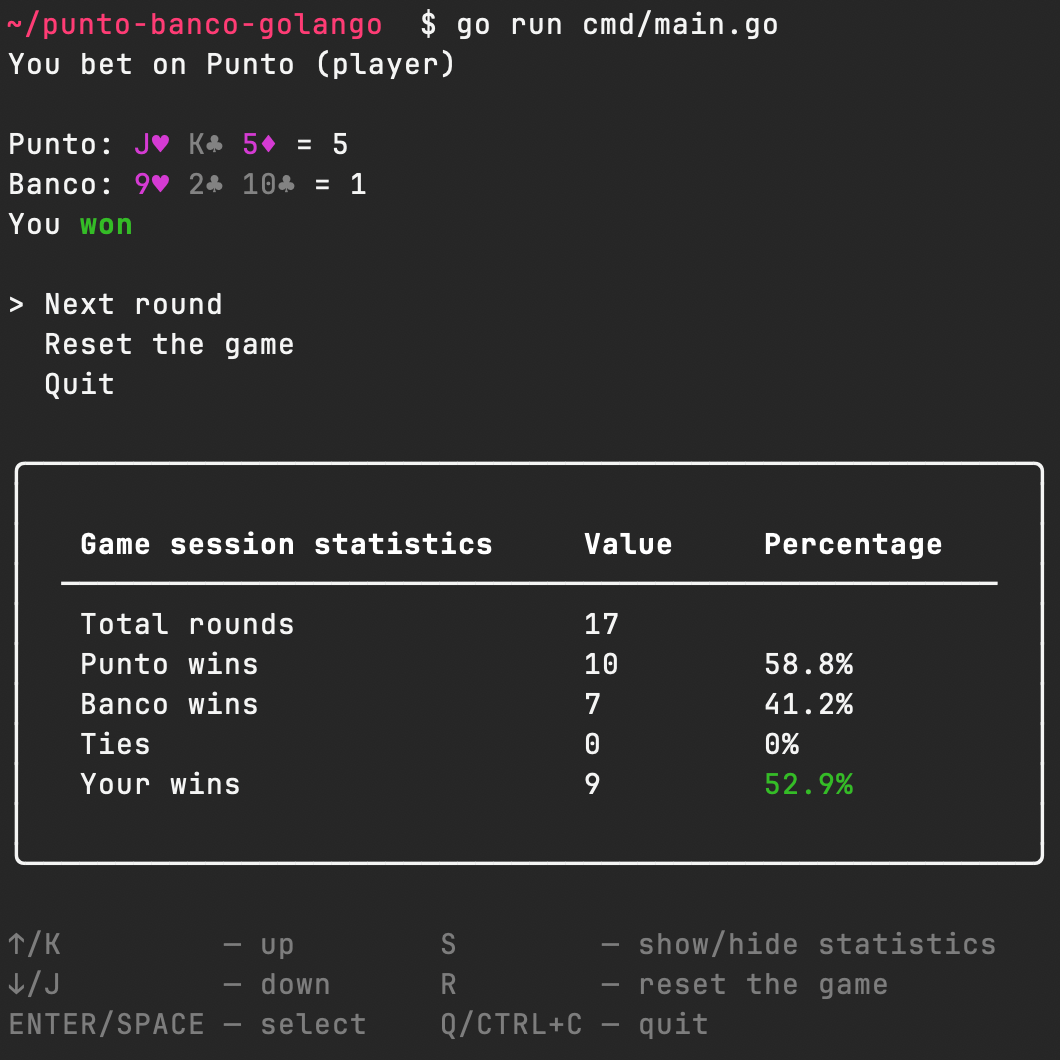 ~/punto-banco-golango $ go run cmd/main.go
You bet on Punto (player)
Punto: J♥ K♣ 5♦ = 5
Banco: 9♥ 2♣ 10♣ = 1
You won
> Next round
Reset the game
Quit
Game session statistics Value Percentage
Total rounds 17
Punto wins 10 58.8%
Banco wins 7 41.2%
Ties 0 0%
Your wins 9 52.9%
↑/K — up S — show/hide statistics
↓/J — down R — reset the game
ENTER/SPACE — select Q/CTRL+C — quit